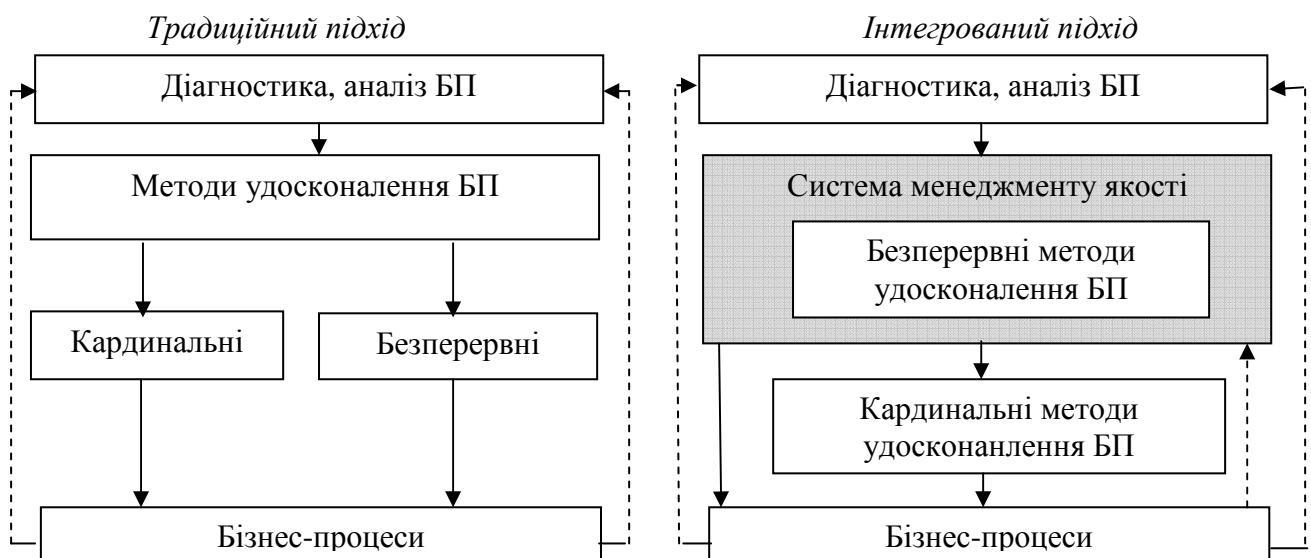 Традиційний підхід
Діагностика, аналіз БП
Методи удосконалення БП
Кардинальні
Безперервні
Бізнес-процеси
Інтегрований підхід
Діагностика, аналіз БП
Система менеджменту якості
Безперервні методи
удосконалення БП
Кардинальні методи
удосконанлення БП
Бізнес-процеси